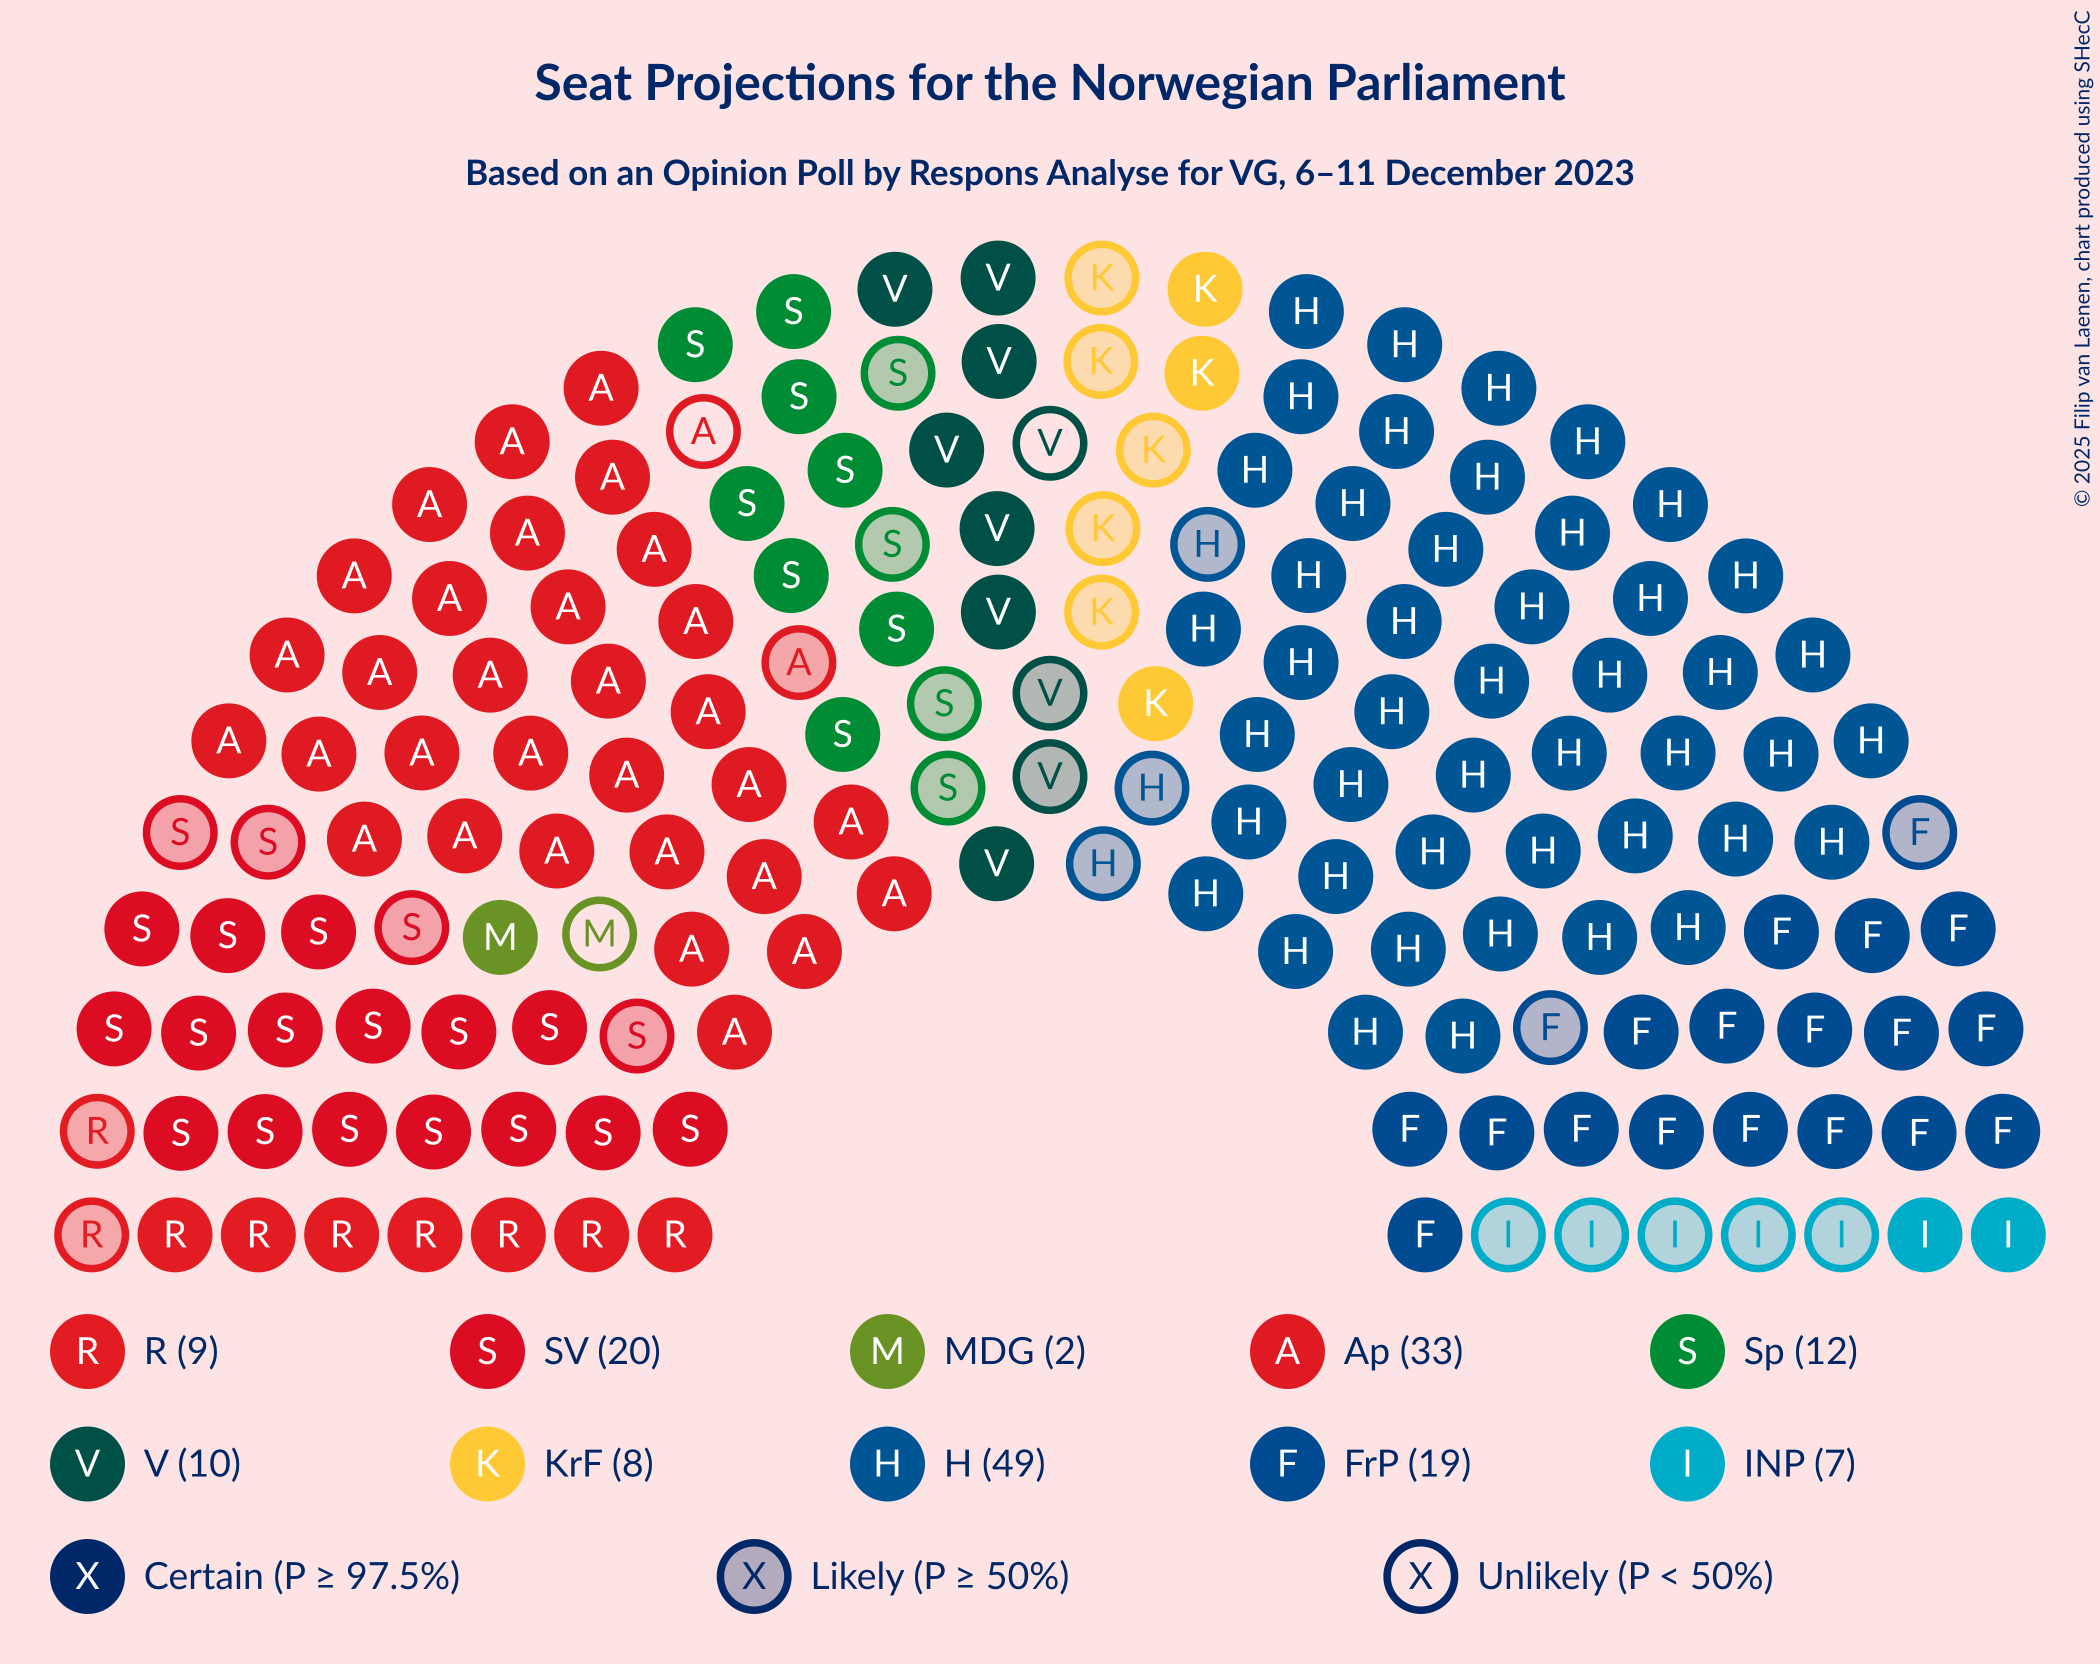 © 2025 Filip van Laenen, chart produced using SHecC
Seat Projections for the Norwegian Parliament
Based on an Opinion Poll by Respons Analyse for VG, 6–11 December 2023
V K
V K
S H
S H
V K
S K
A H
S H
A H
A V H
V K
S H
A H
A S H H
V K
A H
S H
A H
A S H H
A H
A H
V K
A H
S H
A H
A H
A A H H
A H
V
S K
A H
S H
A H
A A A H H H
A V H
A S H H
A H
S F
S A A H H H
A A H H
V H
A H
A H
S S S S M M H H H F F F
A A H H
S S S S S S S A H H F F F F F F
R S S S S S S S F F F F F F F F
R R R R R R R R F I I I I I I I
R R (9) S SV (20) M MDG (2) A Ap (33) S Sp (12)
V V (10) K KrF (8) H H (49) F FrP (19) I INP (7)
X Certain (P ≥ 97.5%) X Likely (P ≥ 50%) X Unlikely (P < 50%)